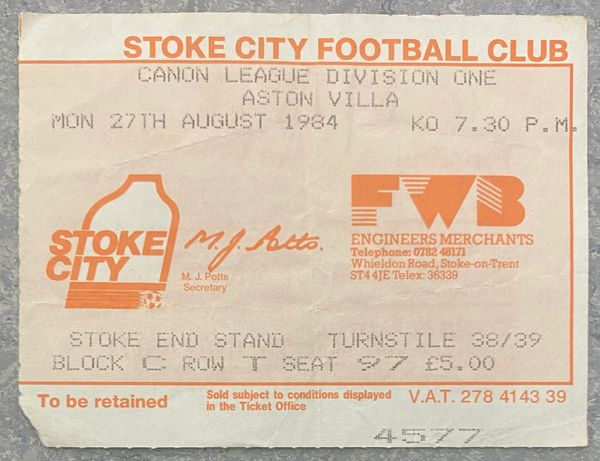 STOKE CITY FOOTBALL CLUB
CANON LEAGUE DIVISION ONE
ASTON VILLA
MON 27TH AUGUST 1984 KO 7.30 P.M.
STOKE
CITY
M. J. Potts.
M. J. Potts
Secretary
FWB
ENGINEERS MERCHANTS
Telephone: 0782 48171
Whieldon Road, Stoke-on-Trent
ST4 4JE Telex: 36339
STOKE END STAND TURNSTILE 38/39
BLOCK C ROW T SEAT 97 £5.00
To be retained
Sold subject to conditions displayed
in the Ticket Office
V.A.T. 278 4143 39
4577